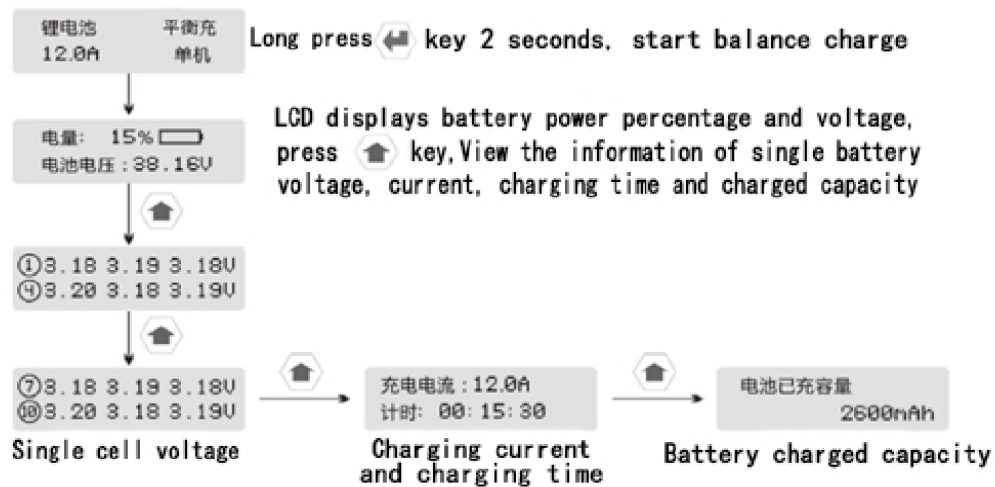 锂电池 平衡充
12.0A 单机
Long press key 2 seconds, start balance charge
电量: 15%
电池电压:38.16V
LCD displays battery power percentage and voltage,
press key,View the information of single battery
voltage, current, charging time and charged capacity
①3.18 3.19 3.18V
④3.20 3.18 3.19V
⑦3.18 3.19 3.18V
⑩3.20 3.18 3.19V
Single cell voltage
充电电流:12.0A
计时: 00:15:30
Charging current
and charging time
电池已充容量
2600mAh
Battery charged capacity